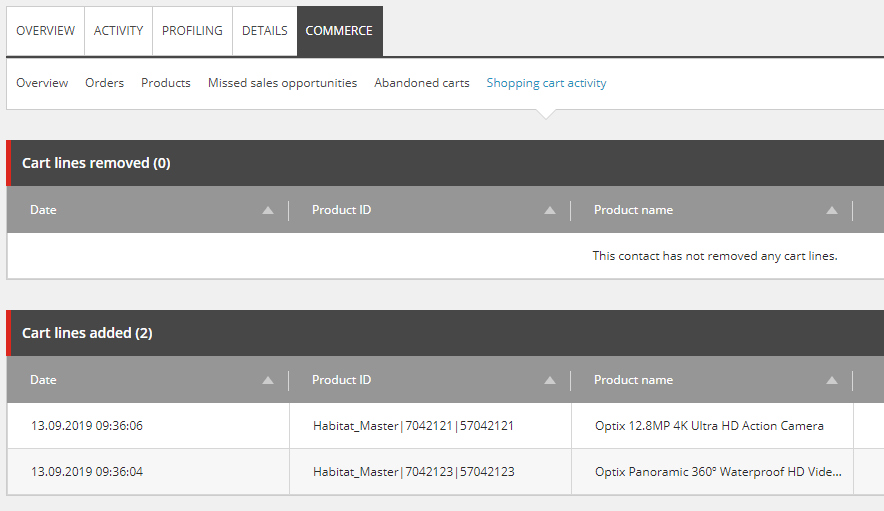 OVERVIEW ACTIVITY PROFILING DETAILS COMMERCE
Overview Orders Products Missed sales opportunities Abandoned carts Shopping cart activity
Cart lines removed (0)
Date Product ID Product name
This contact has not removed any cart lines.
Cart lines added (2)
Date Product ID Product name
13.09.2019 09:36:06 Habitat_Master|7042121|57042121 Optix 12.8MP 4K Ultra HD Action Camera
13.09.2019 09:36:04 Habitat_Master|7042123|57042123 Optix Panoramic 360° Waterproof HD Vide...